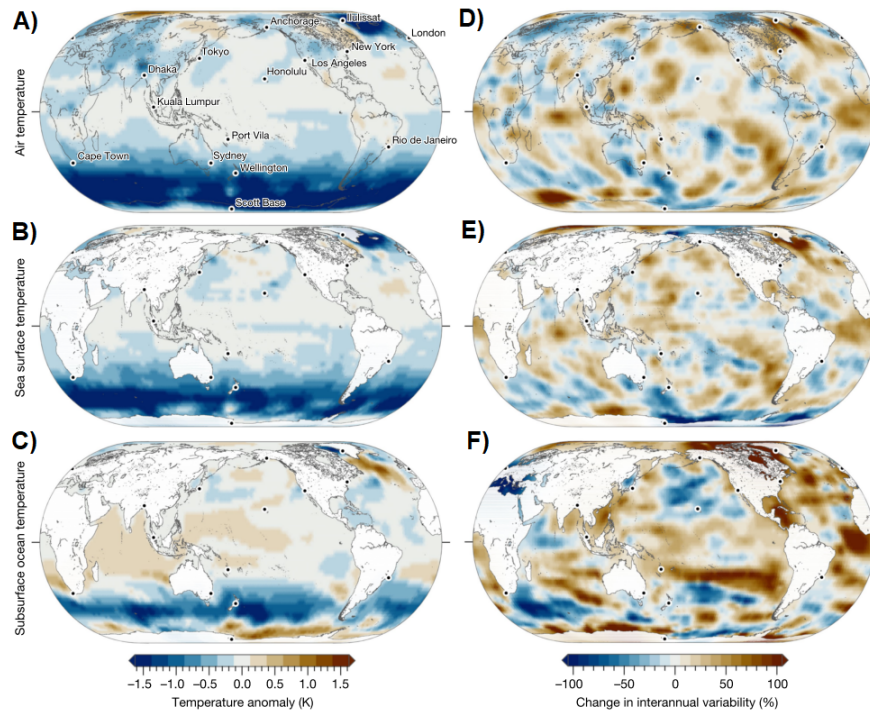 A)
Anchorage
Ilulissat
London
Tokyo
New York
Dhaka
Los Angeles
Honolulu
Kuala Lumpur
Port Vila
Rio de Janeiro
Cape Town
Sydney
Wellington
Scott Base
Air temperature
D)
B)
Sea surface temperature
E)
C)
Subsurface ocean temperature
F)
−1.5 −1.0 −0.5 0.0 0.5 1.0 1.5
Temperature anomaly (K)
−100 −50 0 50 100
Change in interannual variability (%)